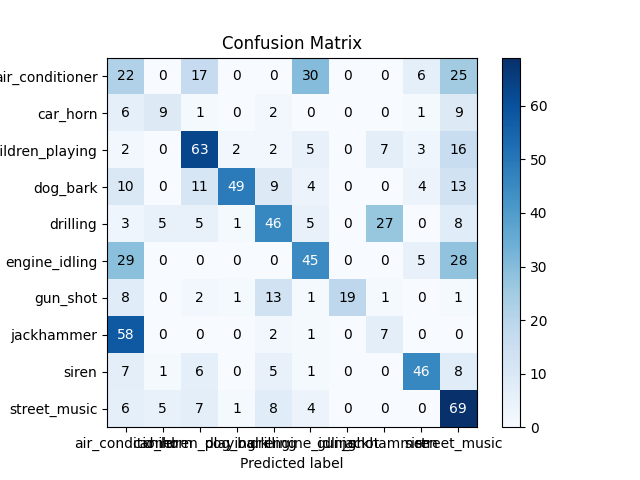 Confusion Matrix
air_conditioner 22 0 17 0 0 30 0 0 6 25
car_horn 6 9 1 0 2 0 0 0 1 9
ildren_playing 2 0 63 2 2 5 0 7 3 16
dog_bark 10 0 11 49 9 4 0 0 4 13
drilling 3 5 5 1 46 5 0 27 0 8
engine_idling 29 0 0 0 0 45 0 0 5 28
gun_shot 8 0 2 1 13 1 19 1 0 1
jackhammer 58 0 0 0 2 1 0 7 0 0
siren 7 1 6 0 5 1 0 0 46 8
street_music 6 5 7 1 8 4 0 0 0 69
60
50
40
30
20
10
0
street_music
Predicted label